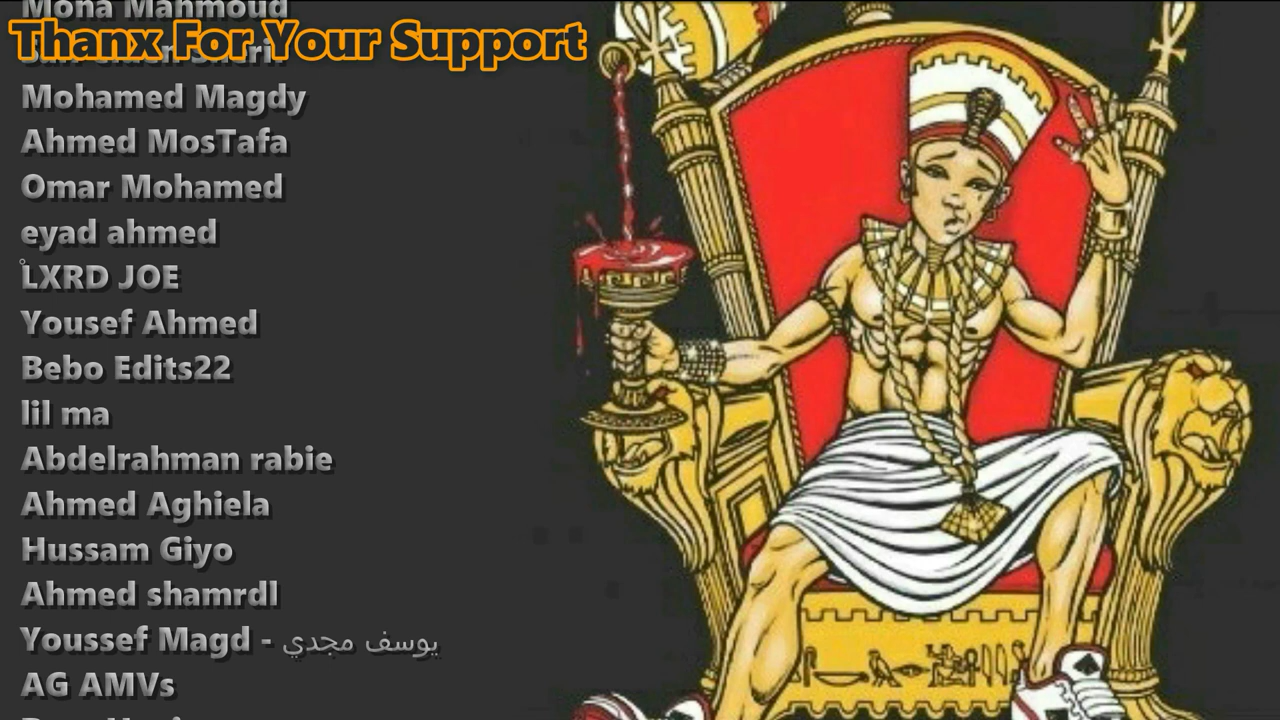 Mona Mahmoud
Thanx For Your Support
Mohamed Magdy
Ahmed MosTafa
Omar Mohamed
eyad ahmed
LXRD JOE
Yousef Ahmed
Bebo Edits22
lil ma
Abdelrahman rabie
Ahmed Aghiela
Hussam Giyo
Ahmed shamrdl
Youssef Magd - يوسف مجدي
AG AMVs